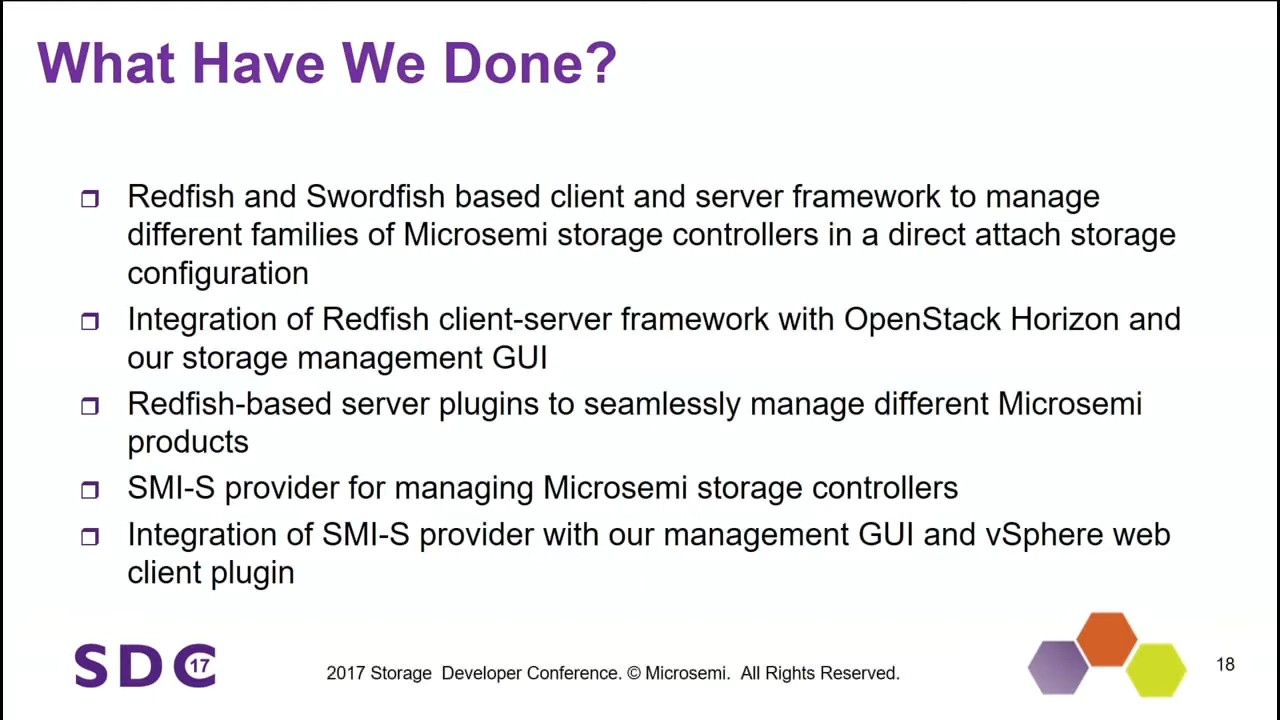 What Have We Done?
Redfish and Swordfish based client and server framework to manage
different families of Microsemi storage controllers in a direct attach storage
configuration
Integration of Redfish client-server framework with OpenStack Horizon and
our storage management GUI
Redfish-based server plugins to seamlessly manage different Microsemi
products
SMI-S provider for managing Microsemi storage controllers
Integration of SMI-S provider with our management GUI and vSphere web
client plugin
SDC 17
2017 Storage Developer Conference. © Microsemi. All Rights Reserved.
18